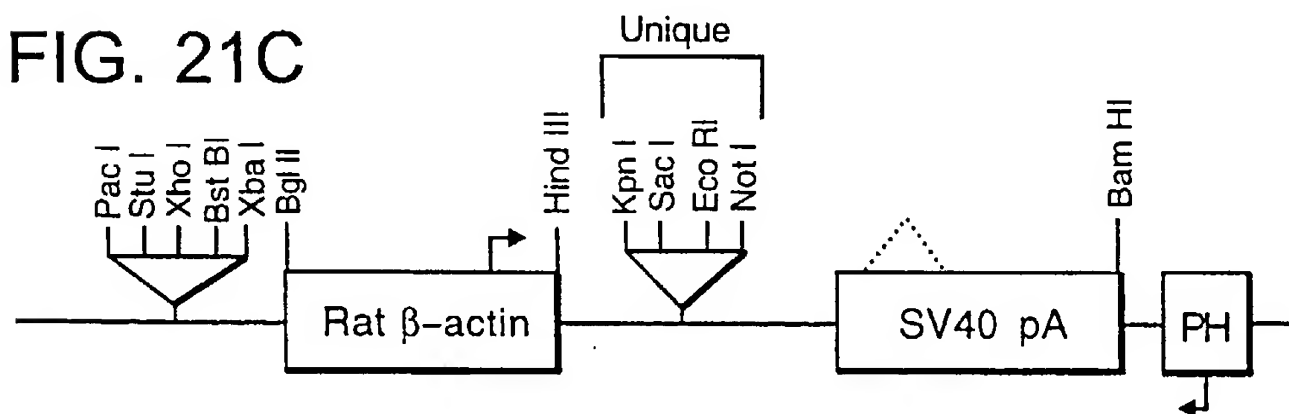 FIG. 21C
Unique
Pac I
Stu I
Xho I
Bst BI
Xba I
Bgl II
Hind III
Kpn I
Sac I
Eco RI
Not I
Bam HI
Rat β-actin
SV40 pA
PH